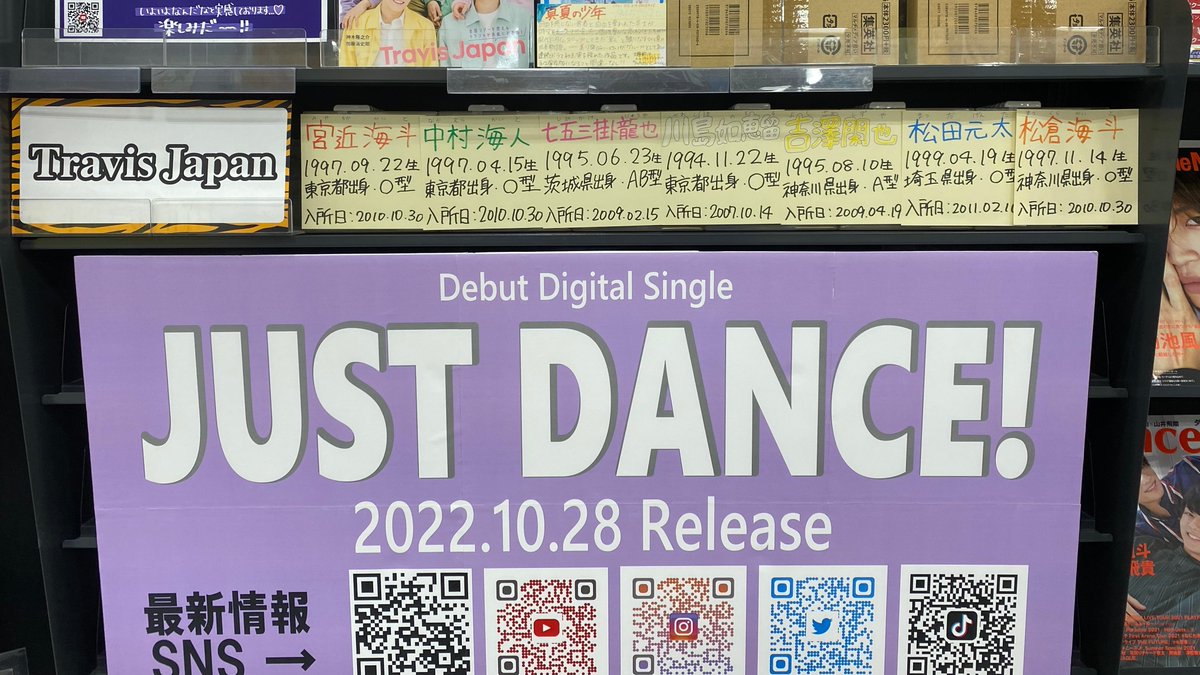 いよいよなんだ!!と実感しております♡
楽しみだ〜!!
Travis Japan
真夏の少年
集英社
集英社
Travis Japan
宮近海斗
1997.09.22生
東京都出身・O型
入所日:2010.10.30
中村海人
1997.04.15生
東京都出身・O型
入所日:2010.10.30
七五三掛龍也
1995.06.23生
茨城県出身・AB型
入所日:2009.02.15
川島如恵留
1994.11.22生
東京都出身・O型
入所日:2007.10.14
吉澤閑也
1995.08.10生
神奈川県出身・A型
入所日:2009.04.19
松田元太
1999.04.19生
埼玉県出身・O型
入所日:2011.02.11
松倉海斗
1997.11.14生
神奈川県出身・O型
入所日:2010.10.30
Debut Digital Single
JUST DANCE!
2022.10.28 Release
最新情報
SNS →